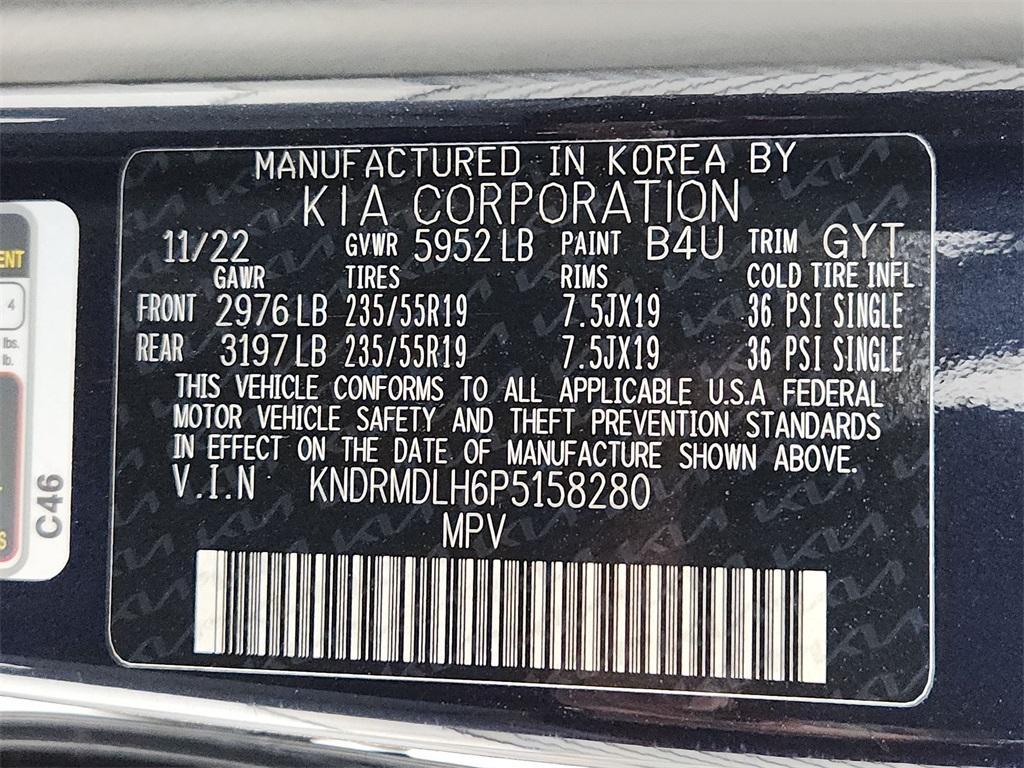 MANUFACTURED IN KOREA BY
KIA CORPORATION
11/22 GVWR 5952 LB PAINT B4U TRIM GYT
GAWR TIRES RIMS COLD TIRE INFL.
FRONT 2976 LB 235/55R19 7.5JX19 36 PSI SINGLE
REAR 3197 LB 235/55R19 7.5JX19 36 PSI SINGLE
THIS VEHICLE CONFORMS TO ALL APPLICABLE U.S.A FEDERAL
MOTOR VEHICLE SAFETY AND THEFT PREVENTION STANDARDS
IN EFFECT ON THE DATE OF MANUFACTURE SHOWN ABOVE.
V.I.N KNDRMDLH6P5158280
MPV
4
lbs.
lb.
C46